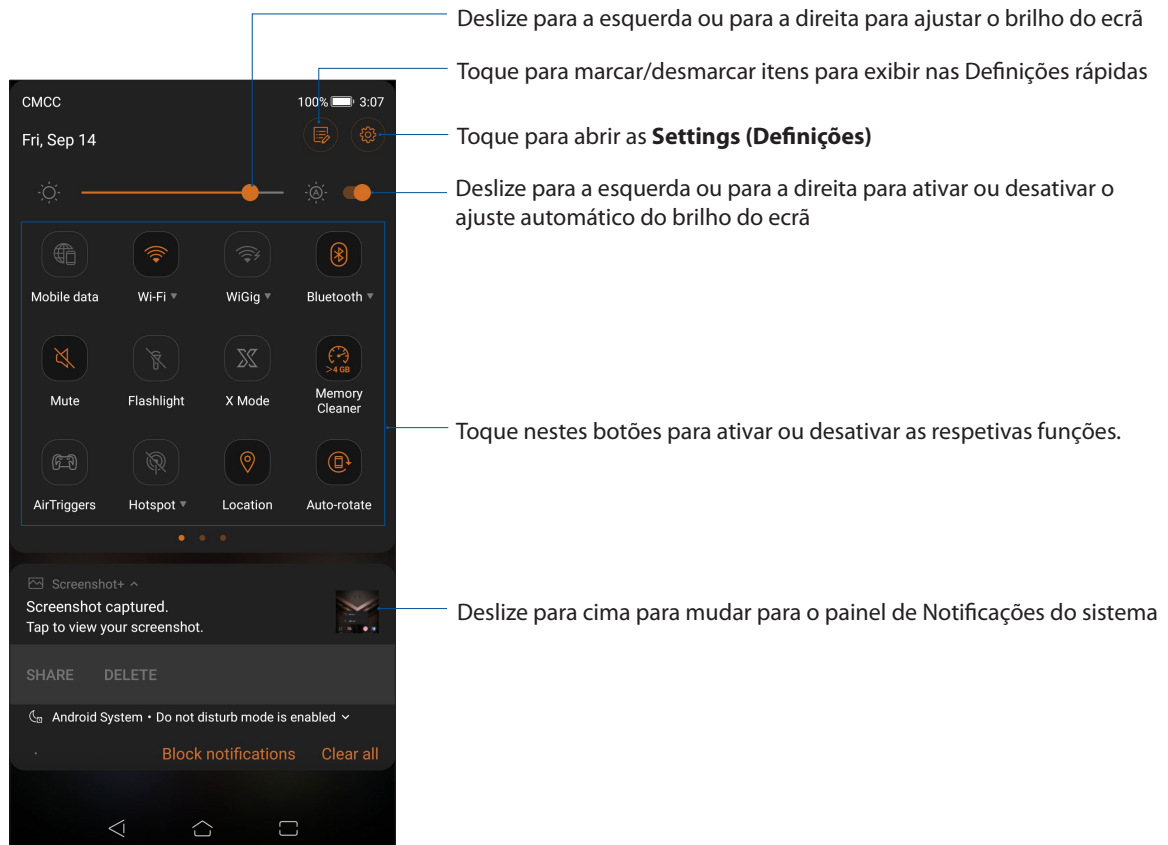 Deslize para a esquerda ou para a direita para ajustar o brilho do ecrã
Toque para marcar/desmarcar itens para exibir nas Definições rápidas
Toque para abrir as Settings (Definições)
Deslize para a esquerda ou para a direita para ativar ou desativar o
ajuste automático do brilho do ecrã
Toque nestes botões para ativar ou desativar as respetivas funções.
Deslize para cima para mudar para o painel de Notificações do sistema
CMCC 100% 3:07
Fri, Sep 14
A
Mobile data Wi-Fi WiGig Bluetooth
>4 GB
Mute Flashlight X Mode Memory
Cleaner
AirTriggers Hotspot Location Auto-rotate
Screenshot+
Screenshot captured.
Tap to view your screenshot.
SHARE DELETE
Android System • Do not disturb mode is enabled
Block notifications Clear all